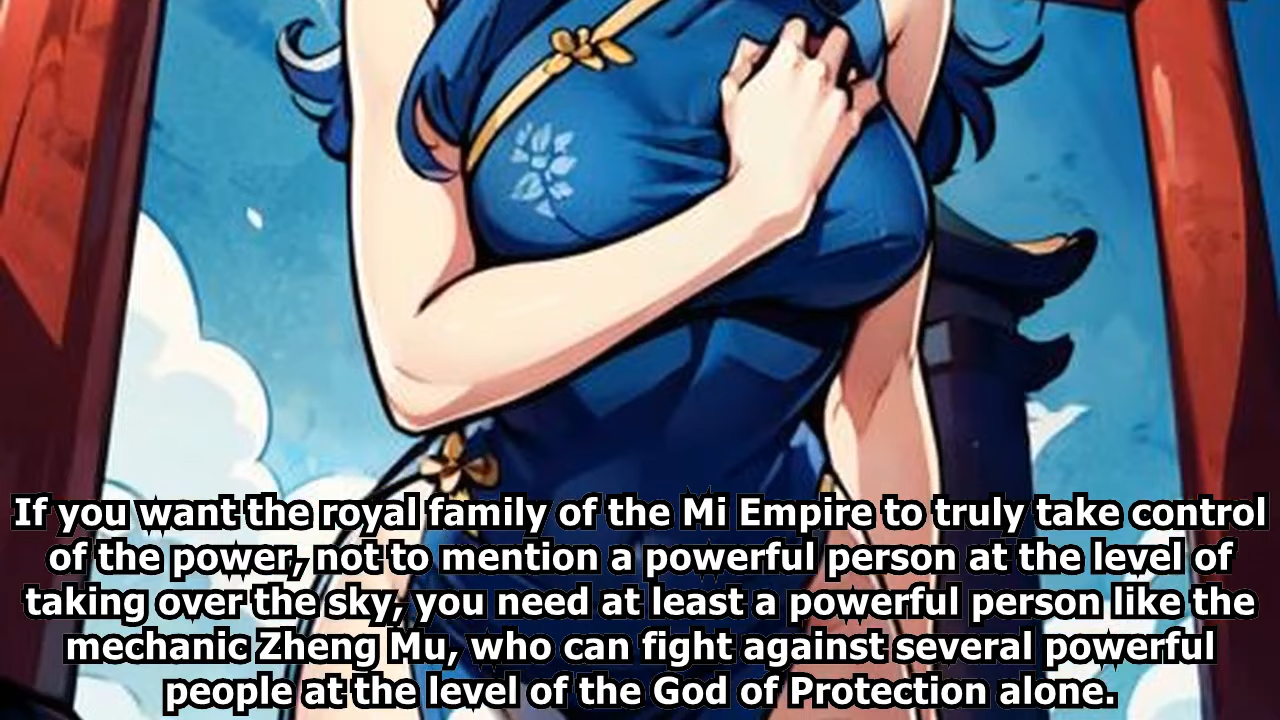 If you want the royal family of the Mi Empire to truly take control
of the power, not to mention a powerful person at the level of
taking over the sky, you need at least a powerful person like the
mechanic Zheng Mu, who can fight against several powerful
people at the level of the God of Protection alone.